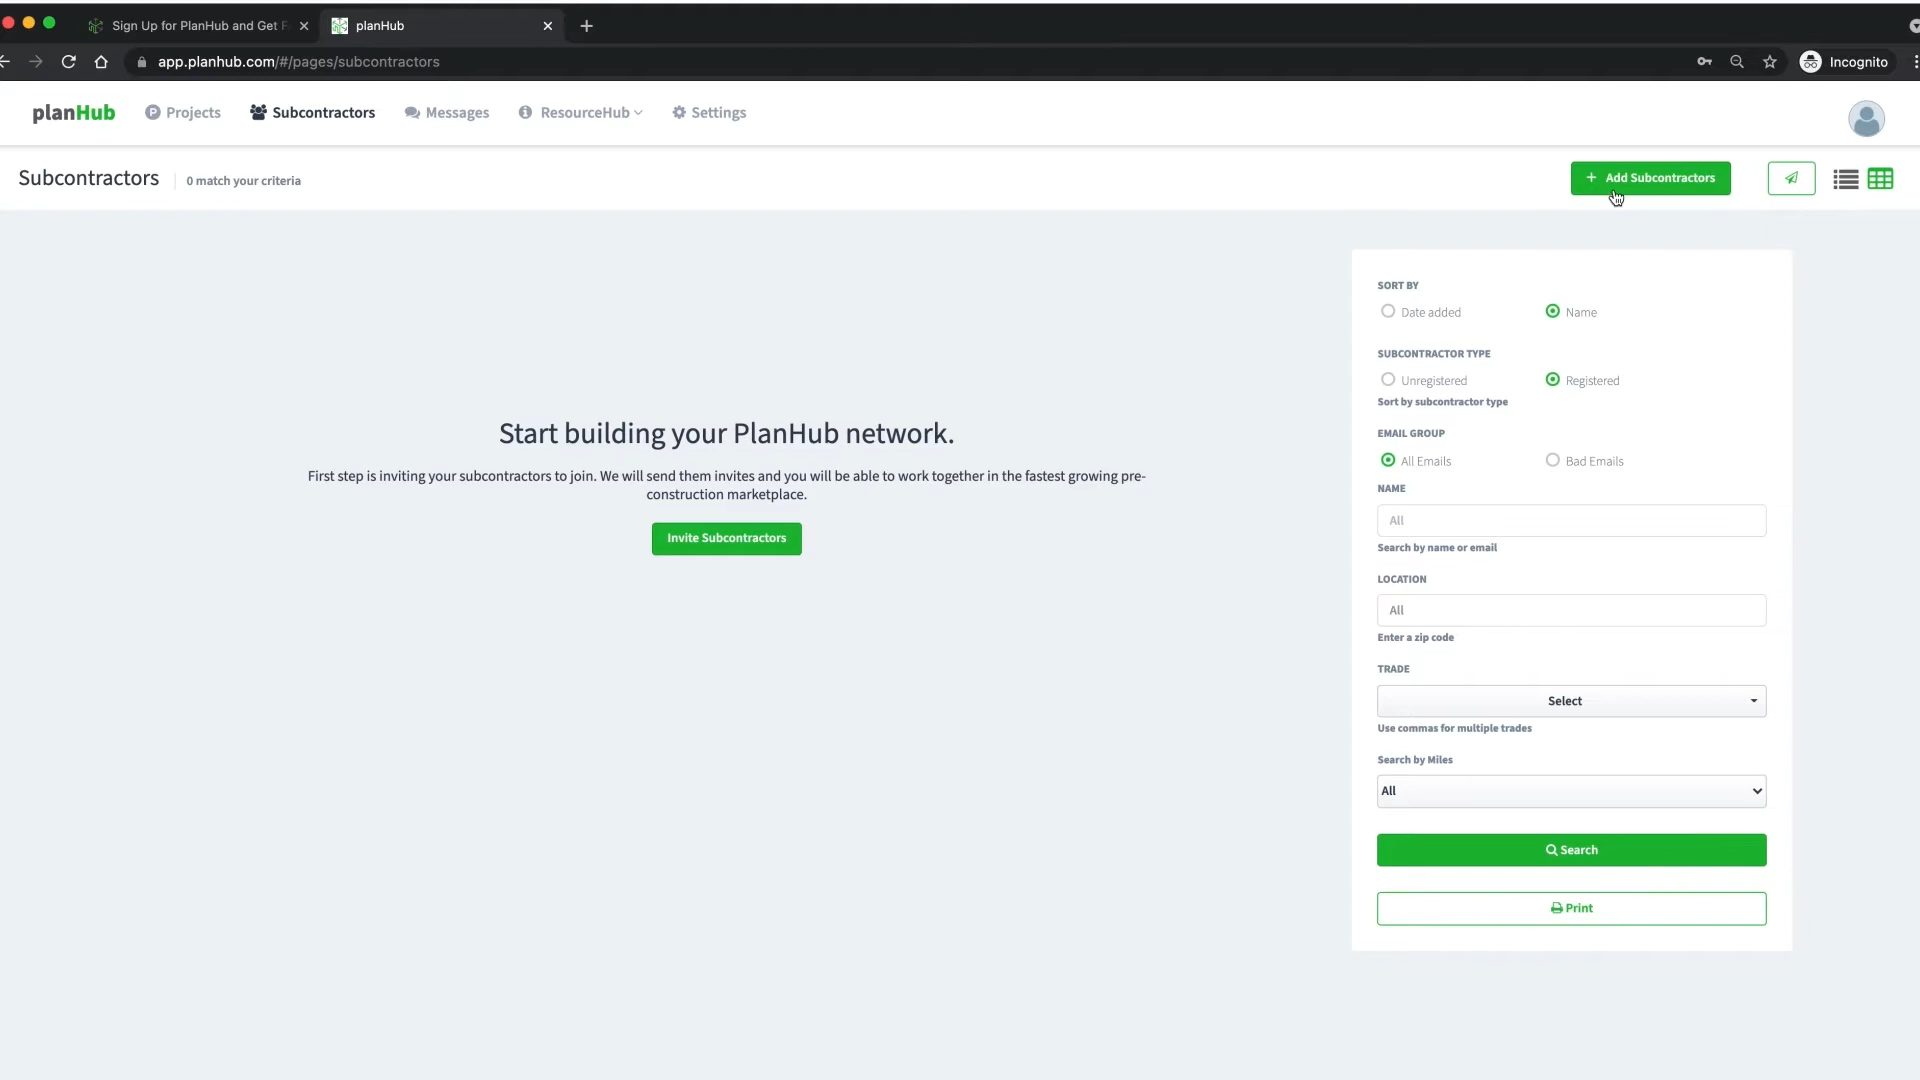 Sign Up for PlanHub and Get F
planHub
app.planhub.com/#/pages/subcontractors
Incognito
planHub
Projects
Subcontractors
Messages
ResourceHub
Settings
Subcontractors
0 match your criteria
+ Add Subcontractors
SORT BY
Date added
Name
SUBCONTRACTOR TYPE
Unregistered
Registered
Sort by subcontractor type
EMAIL GROUP
All Emails
Bad Emails
NAME
All
Search by name or email
LOCATION
All
Enter a zip code
TRADE
Select
Use commas for multiple trades
Search by Miles
All
Search
Print
Start building your PlanHub network.
First step is inviting your subcontractors to join. We will send them invites and you will be able to work together in the fastest growing pre-
construction marketplace.
Invite Subcontractors